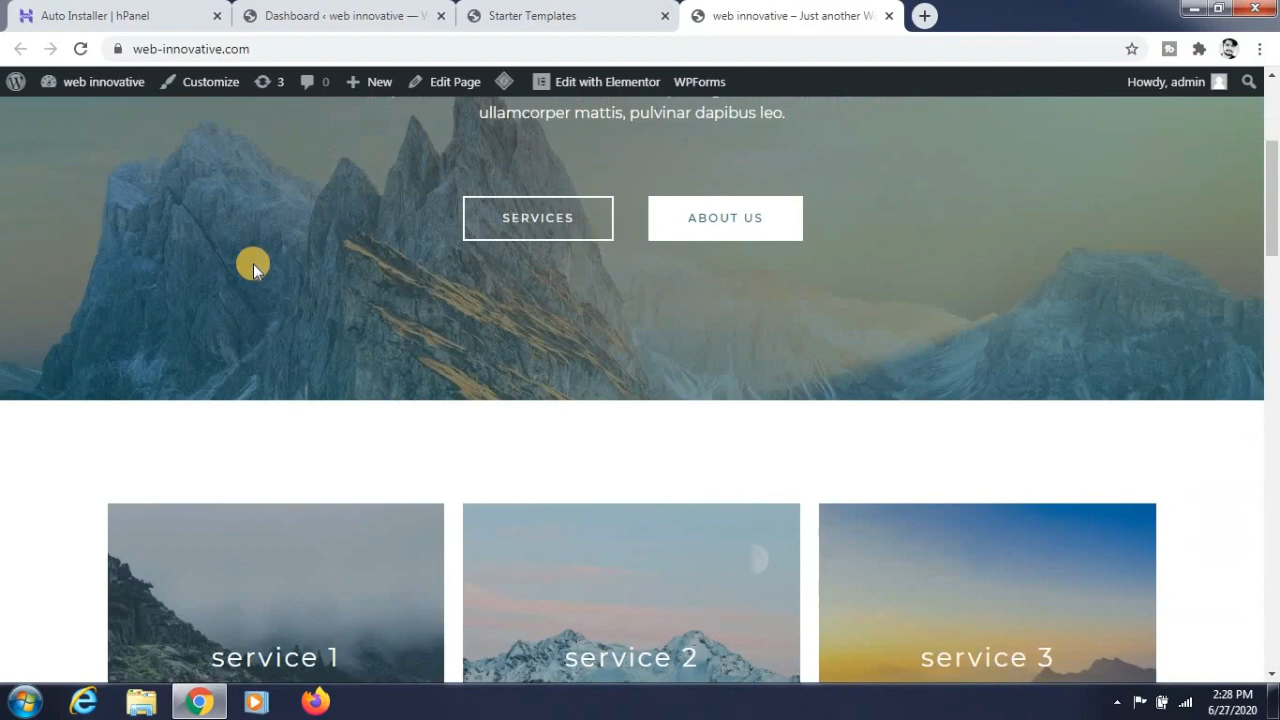 Auto Installer | hPanel
Dashboard ‹ web innovative —
Starter Templates
web innovative – Just another
web-innovative.com
web innovative
Customize
3
0
New
Edit Page
Edit with Elementor
WPForms
Howdy, admin
ullamcorper mattis, pulvinar dapibus leo.
SERVICES
ABOUT US
service 1
service 2
service 3
2:28 PM
6/27/2020